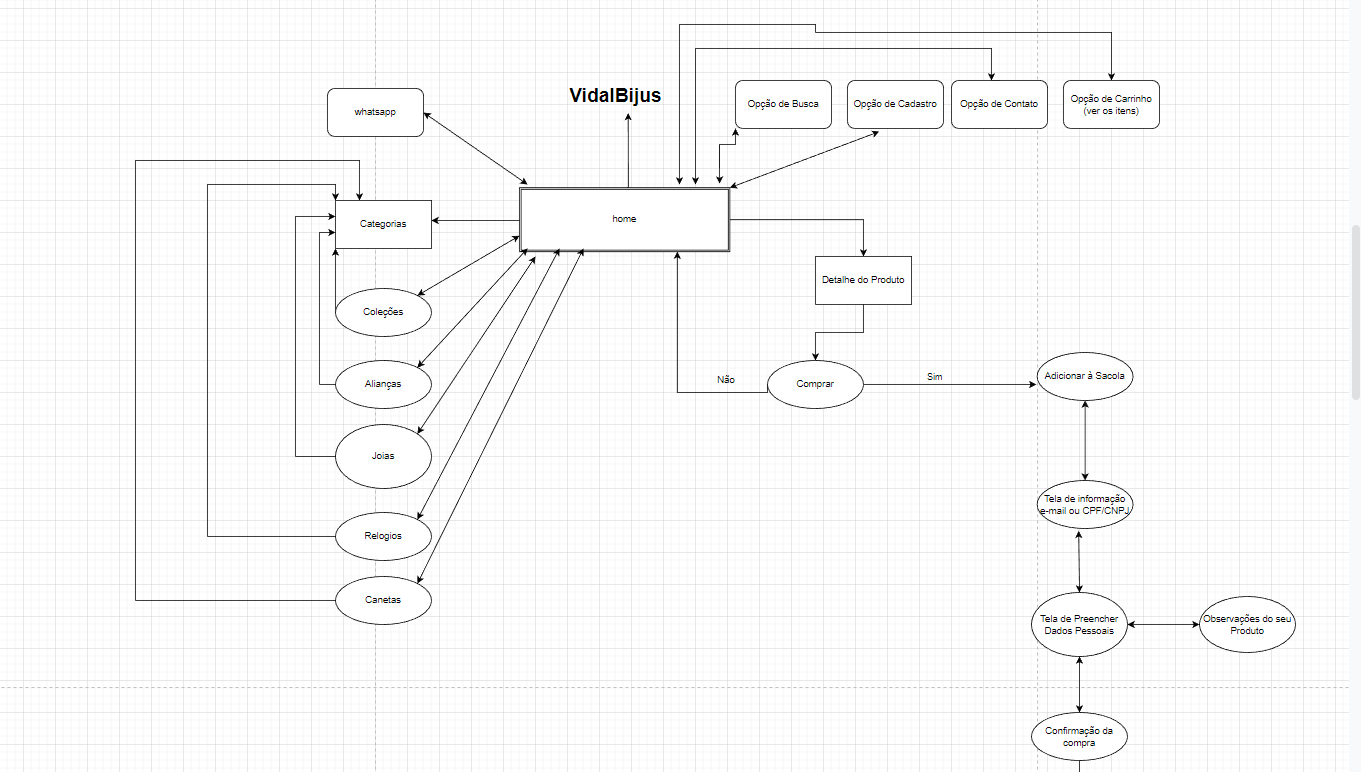 VidalBijus
whatsapp
Opção de Busca
Opção de Cadastro
Opção de Contato
Opção de Carrinho
(ver os itens)
home
Categorias
Detalhe do Produto
Coleções
Alianças
Joias
Relogios
Canetas
Não
Comprar
Sim
Adicionar à Sacola
Tela de informação
e-mail ou CPF/CNPJ
Tela de Preencher
Dados Pessoais
Observações do seu
Produto
Confirmação da
compra